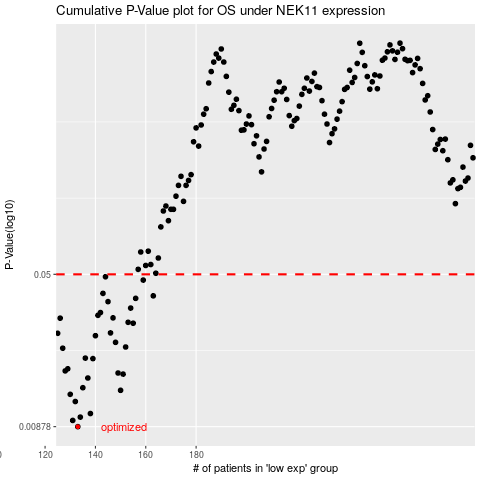 Cumulative P-Value plot for OS under NEK11 expression
P-Value(log10)
0.05
0.00878
optimized
0
120
140
160
180
# of patients in 'low exp' group